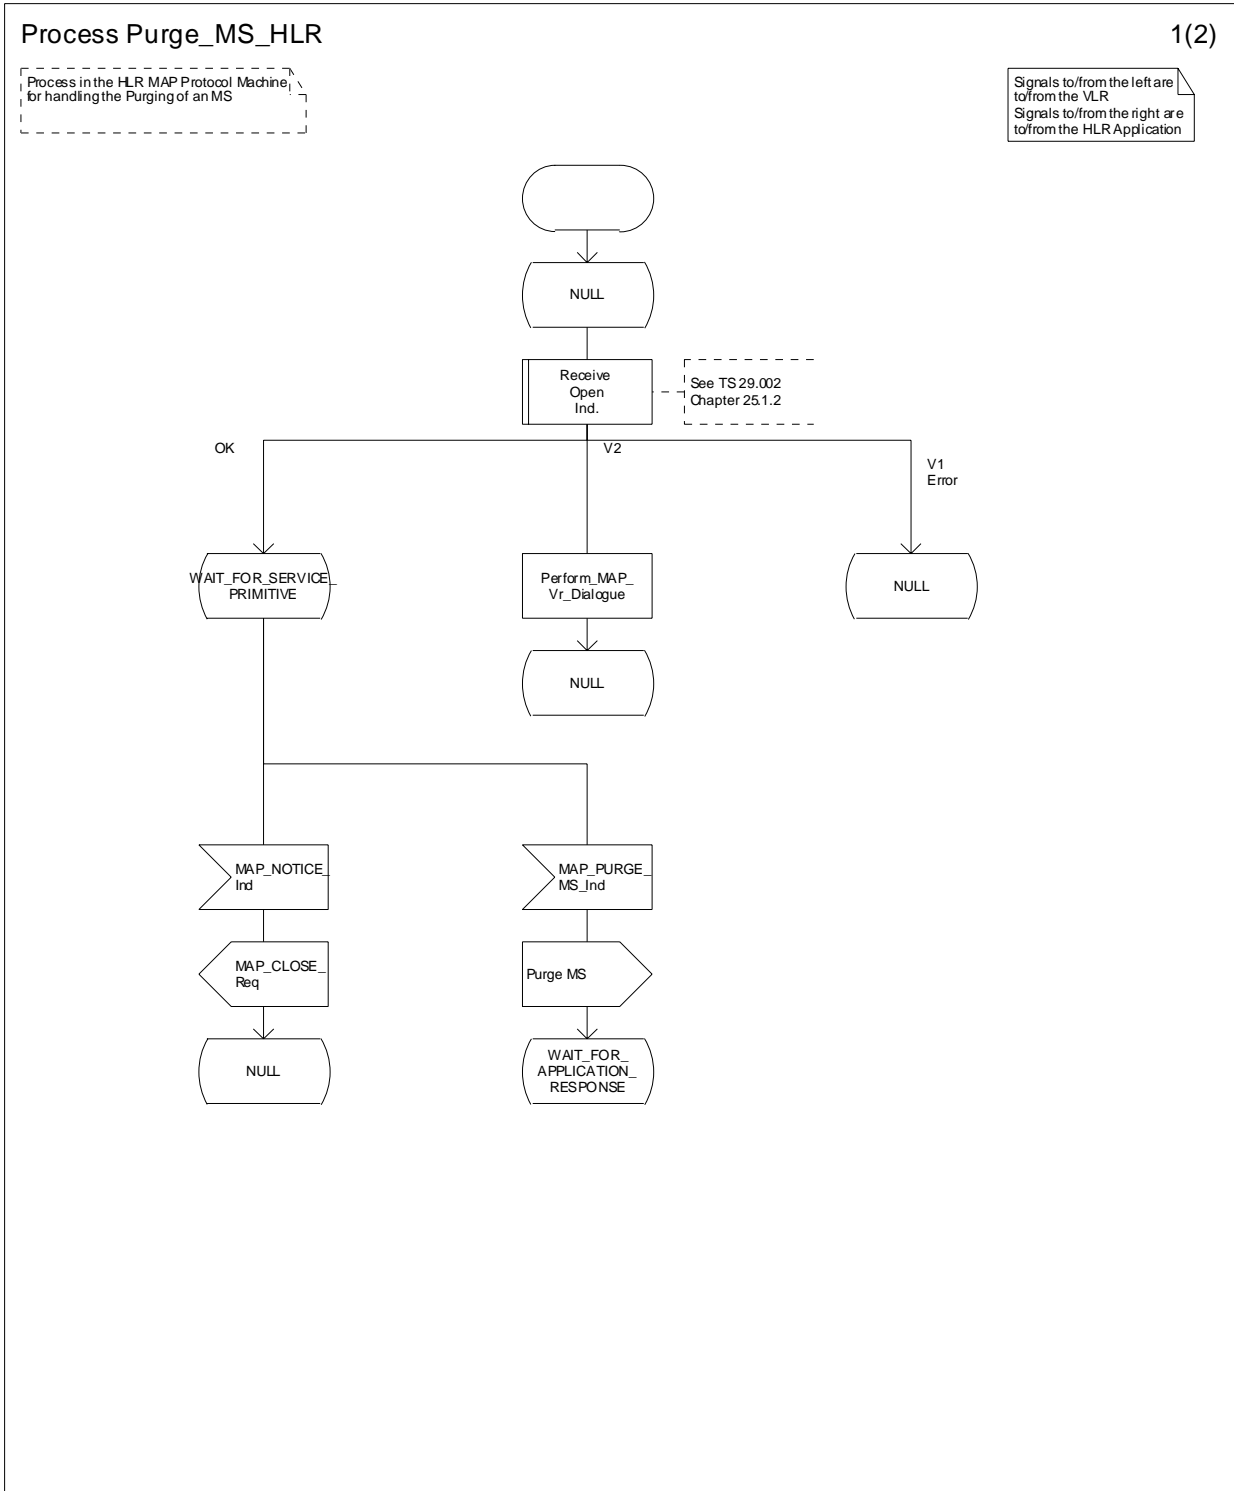 Process Purge_MS_HLR
1(2)
Process in the HLR MAP Protocol Machine
for handling the Purging of an MS
Signals to/from the left are
to/from the VLR
Signals to/from the right are
to/from the HLR Application
NULL
Receive
Open
Ind.
See TS 29.002
Chapter 25.1.2
OK
V2
V1
Error
WAIT_FOR_SERVICE_
PRIMITIVE
Perform_MAP_
Vr_Dialogue
NULL
NULL
MAP_NOTICE_
Ind
MAP_PURGE_
MS_Ind
MAP_CLOSE_
Req
Purge MS
NULL
WAIT_FOR_
APPLICATION_
RESPONSE